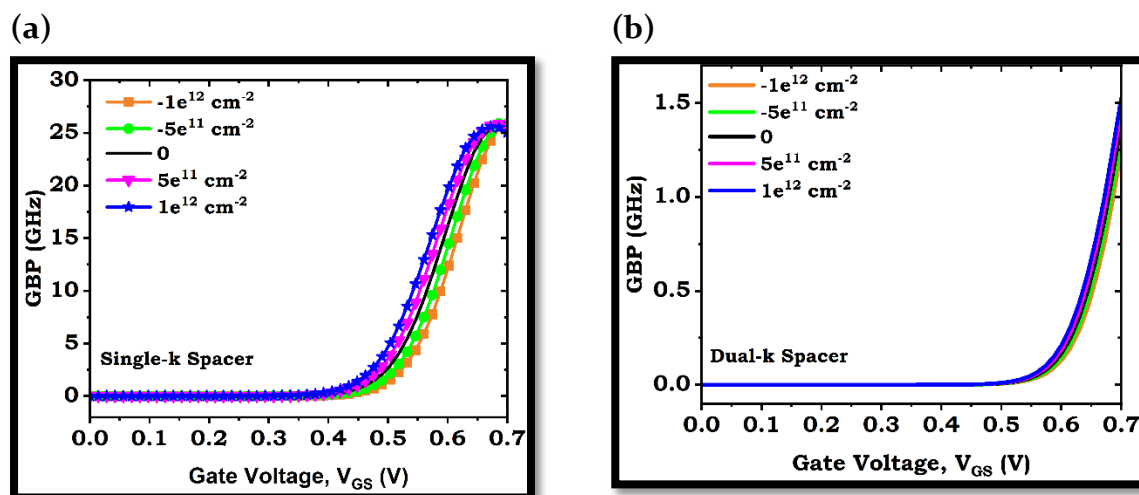 (a)
30
25
20
15
10
5
0
GBP (GHz)
-1e¹² cm⁻²
-5e¹¹ cm⁻²
0
5e¹¹ cm⁻²
1e¹² cm⁻²
Single-k Spacer
0.0 0.1 0.2 0.3 0.4 0.5 0.6 0.7
Gate Voltage, V_GS (V)
(b)
1.5
1.0
0.5
0.0
GBP (GHz)
-1e¹² cm⁻²
-5e¹¹ cm⁻²
0
5e¹¹ cm⁻²
1e¹² cm⁻²
Dual-k Spacer
0.0 0.1 0.2 0.3 0.4 0.5 0.6 0.7
Gate Voltage, V_GS (V)